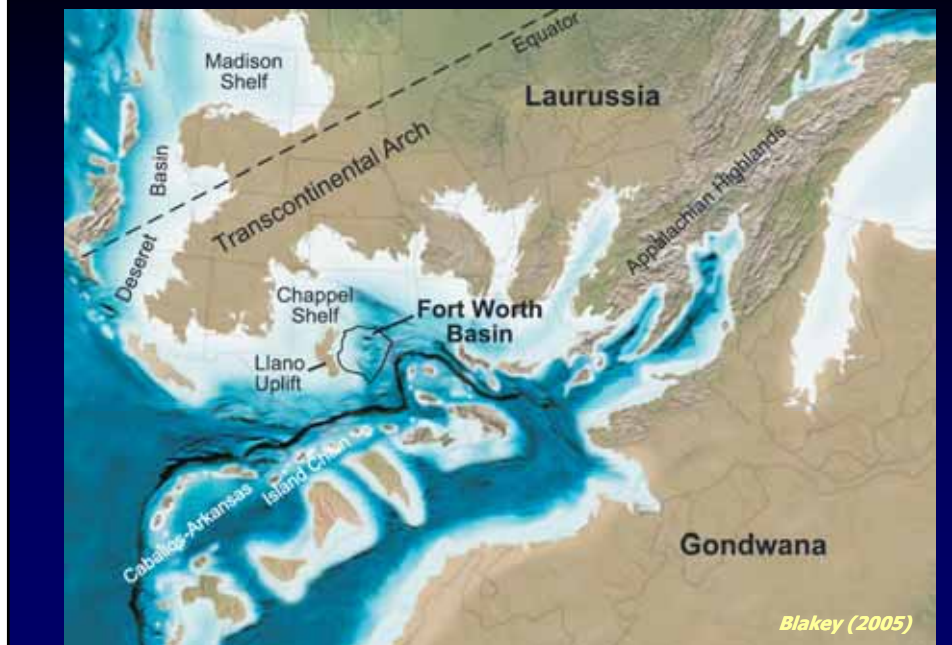 Madison
Shelf
Equator
Laurussia
Transcontinental Arch
Basin
Deseret
Appalachian Highlands
Chappel
Shelf
Fort Worth
Basin
Llano
Uplift
Caballos-Arkansas Island Chain
Gondwana
Blakey (2005)